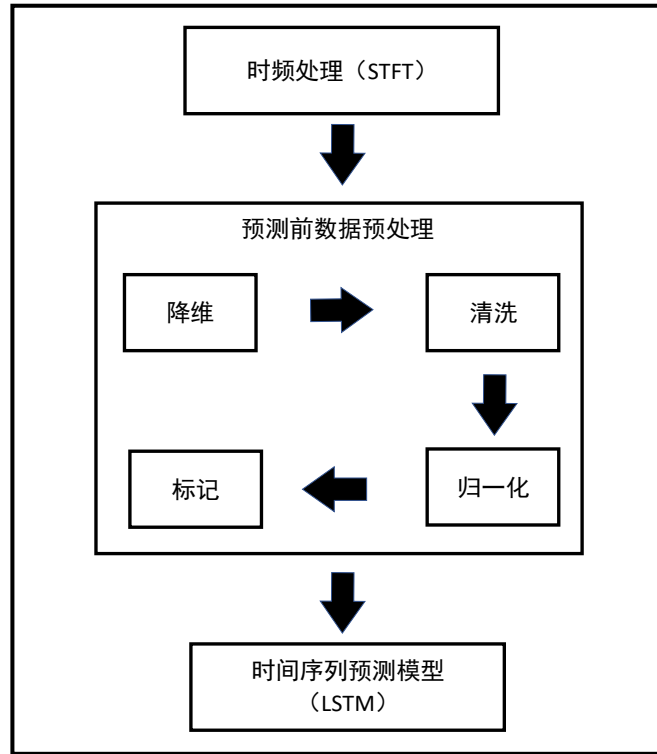 时频处理（STFT）
预测前数据预处理
降维
清洗
标记
归一化
时间序列预测模型
（LSTM）